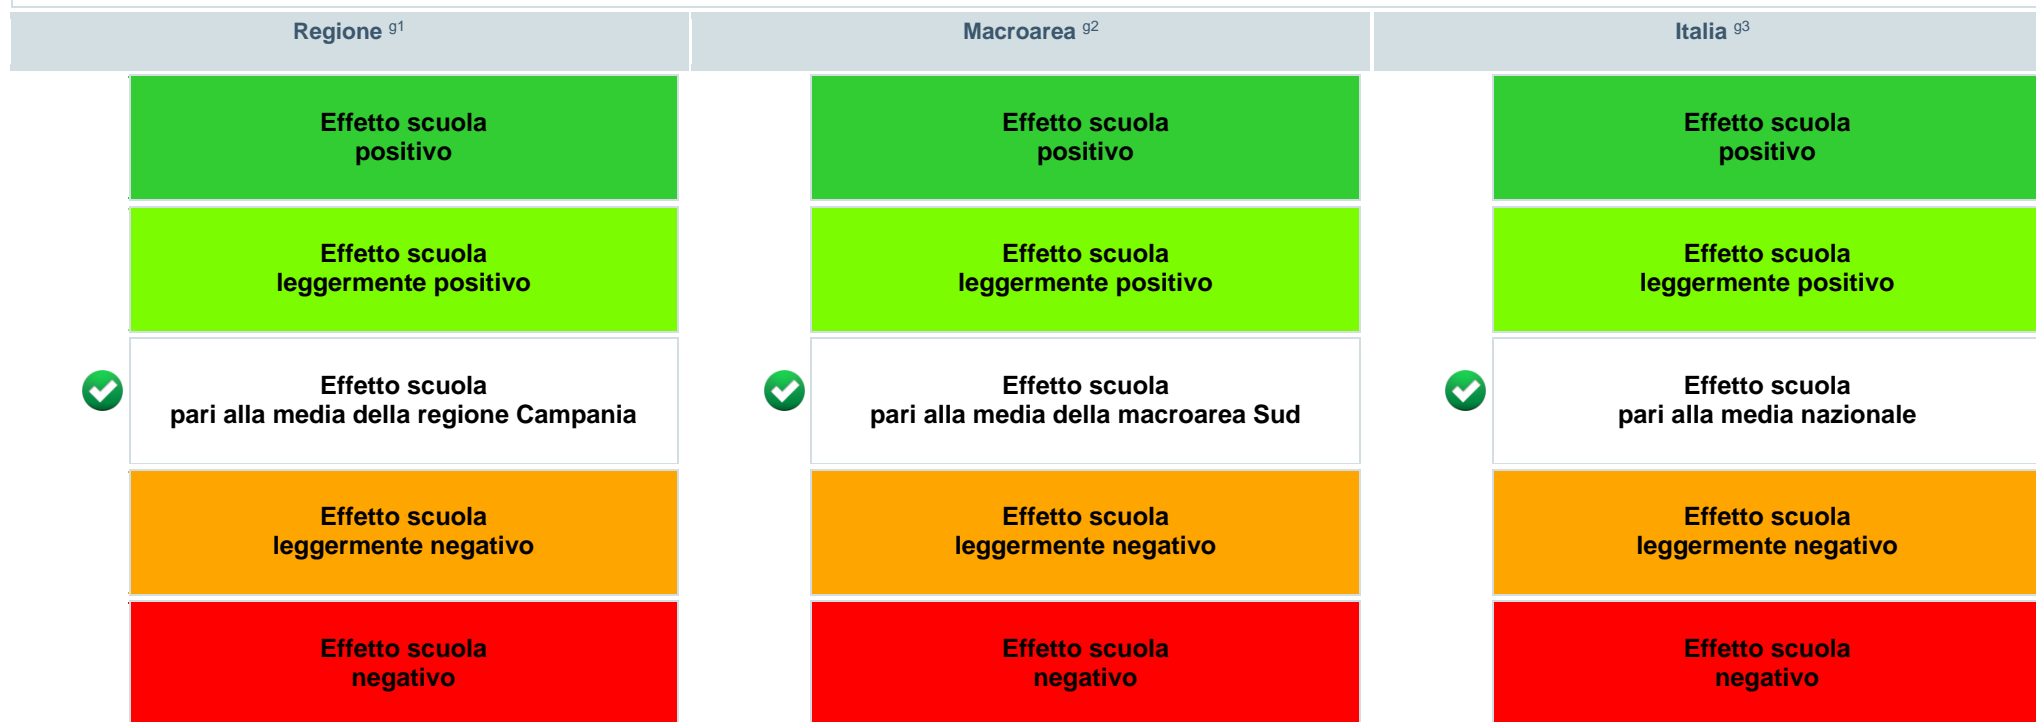 Regione g1
Macroarea g2
Italia g3
Effetto scuola
positivo
Effetto scuola
positivo
Effetto scuola
positivo
Effetto scuola
leggermente positivo
Effetto scuola
leggermente positivo
Effetto scuola
leggermente positivo
Effetto scuola
pari alla media della regione Campania
Effetto scuola
pari alla media della macroarea Sud
Effetto scuola
pari alla media nazionale
Effetto scuola
leggermente negativo
Effetto scuola
leggermente negativo
Effetto scuola
leggermente negativo
Effetto scuola
negativo
Effetto scuola
negativo
Effetto scuola
negativo